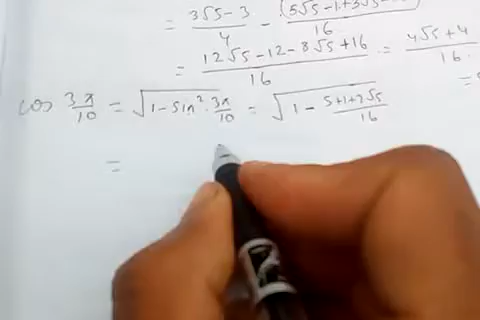 = 3√5 - 3 / 4 - (5√5 - 1 + 3√5 / 16
= 12√5 - 12 - 8√5 + 16 / 16 = 4√5 + 4 / 16
cos 3π/10 = √(1 - sin² · 3π/10) = √(1 - 5+1+2√5 / 16) =
=